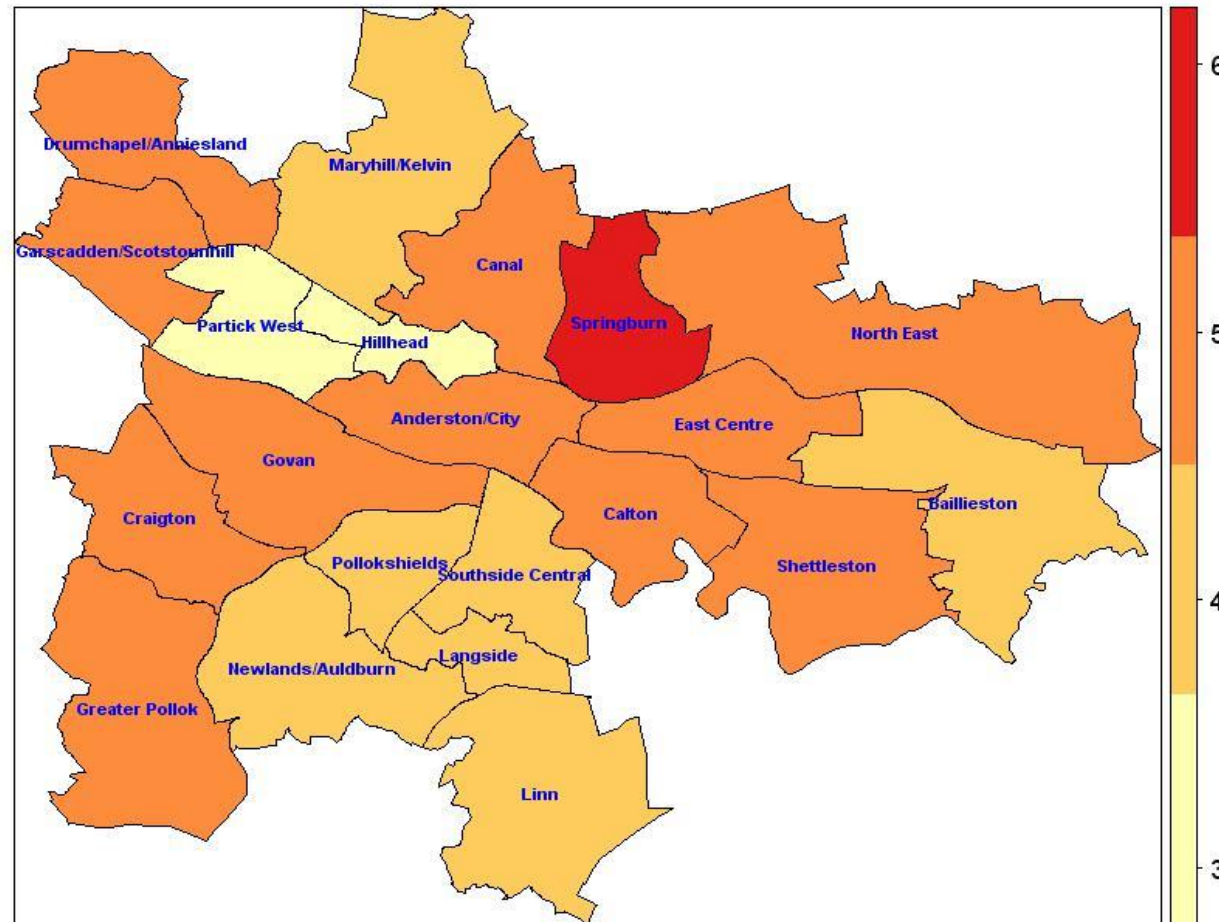 6
Drumchapel/Anniesland
Maryhill/Kelvin
Garscadden/Scotstounhill
Canal
Partick West
Springburn
North East
5
Hillhead
Anderston/City
East Centre
Govan
Baillieston
Craigton
Calton
Pollokshields
Shettleston
Southside Central
4
Langside
Newlands/Auldburn
Greater Pollok
Linn
3